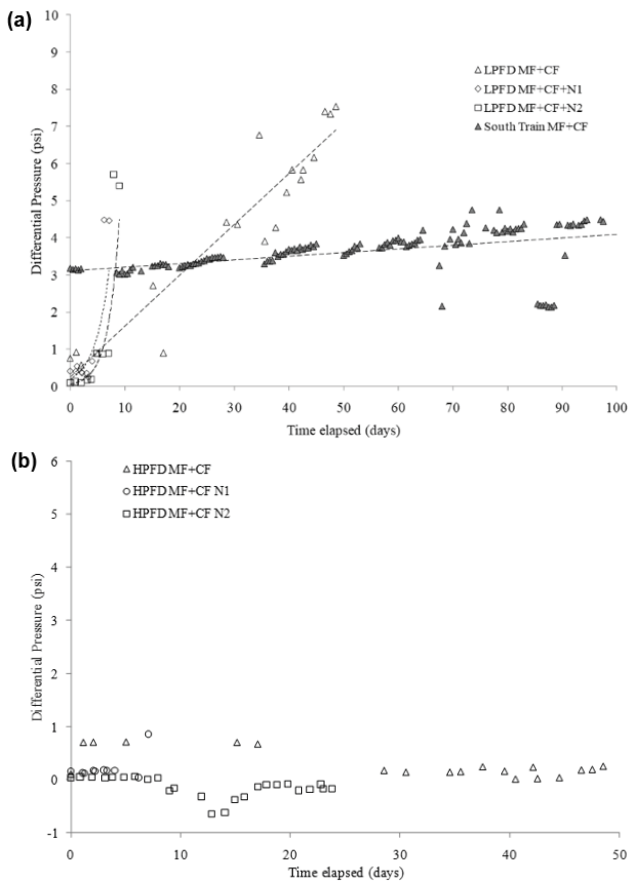 (a)
10
9
8
7
6
5
4
3
2
1
0
Differential Pressure (psi)
LPFD MF+CF
LPFD MF+CF+N1
LPFD MF+CF+N2
South Train MF+CF
0 10 20 30 40 50 60 70 80 90 100
Time elapsed (days)
(b)
6
5
4
3
2
1
0
-1
Differential Pressure (psi)
HPFD MF+CF
HPFD MF+CF N1
HPFD MF+CF N2
0 10 20 30 40 50
Time elapsed (days)